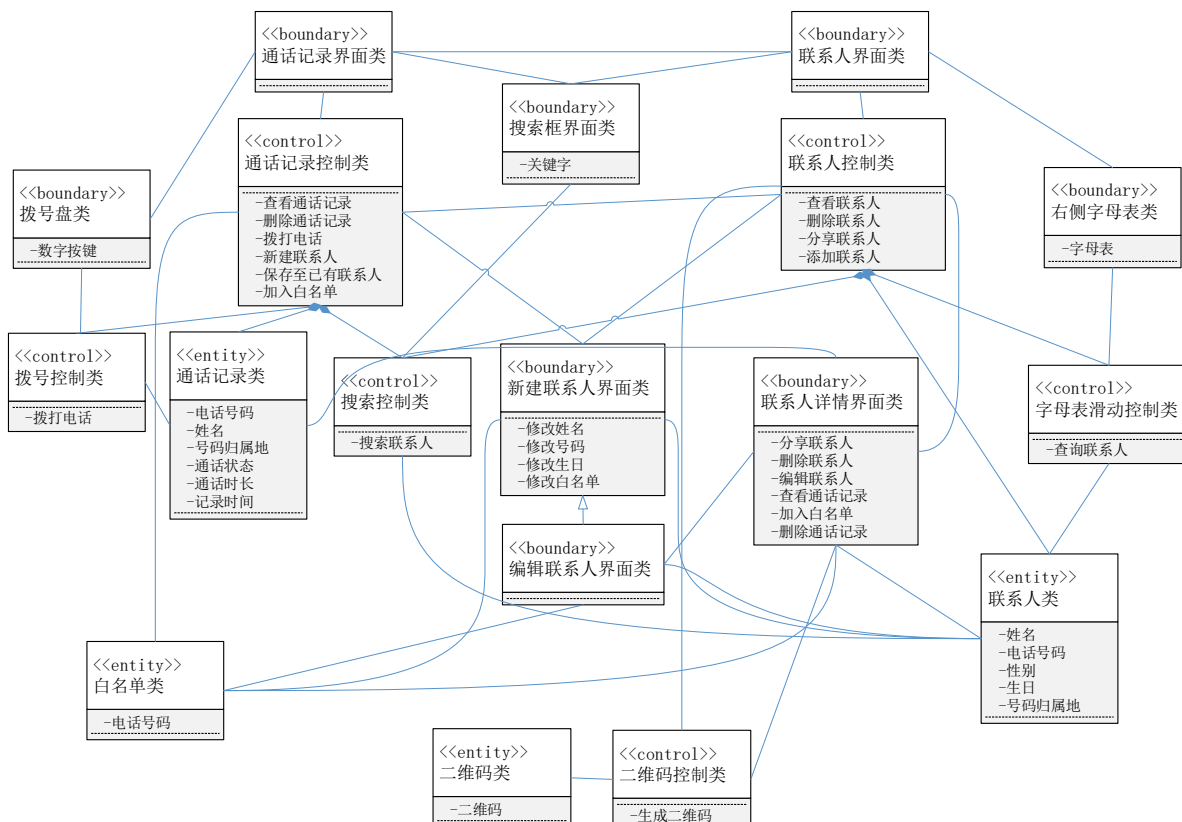 <<boundary>>
通话记录界面类
<<boundary>>
联系人界面类
<<boundary>>
搜索框界面类
-关键字
<<control>>
通话记录控制类
-查看通话记录
-删除通话记录
-拨打电话
-新建联系人
-保存至已有联系人
-加入白名单
<<control>>
联系人控制类
-查看联系人
-删除联系人
-分享联系人
-添加联系人
<<boundary>>
拨号盘类
-数字按键
<<boundary>>
右侧字母表类
-字母表
<<control>>
拨号控制类
-拨打电话
<<entity>>
通话记录类
-电话号码
-姓名
-号码归属地
-通话状态
-通话时长
-记录时间
<<control>>
搜索控制类
-搜索联系人
<<boundary>>
新建联系人界面类
-修改姓名
-修改号码
-修改生日
-修改白名单
<<boundary>>
联系人详情界面类
-分享联系人
-删除联系人
-编辑联系人
-查看通话记录
-加入白名单
-删除通话记录
<<control>>
字母表滑动控制类
-查询联系人
<<boundary>>
编辑联系人界面类
<<entity>>
联系人类
-姓名
-电话号码
-性别
-生日
-号码归属地
<<entity>>
白名单类
-电话号码
<<entity>>
二维码类
-二维码
<<control>>
二维码控制类
-生成二维码